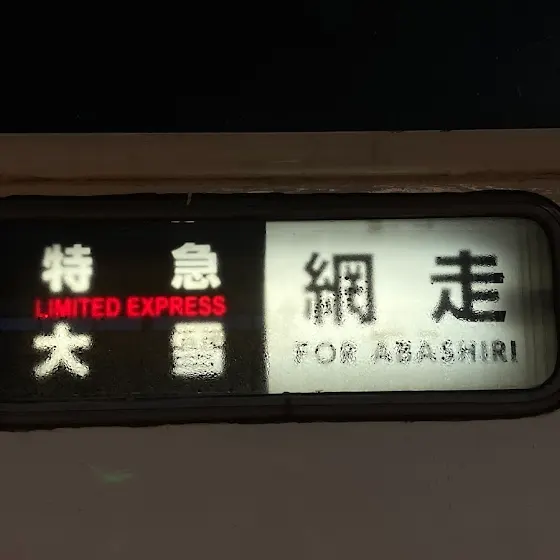 特急
LIMITED EXPRESS
大雪
網走
FOR ABASHIRI